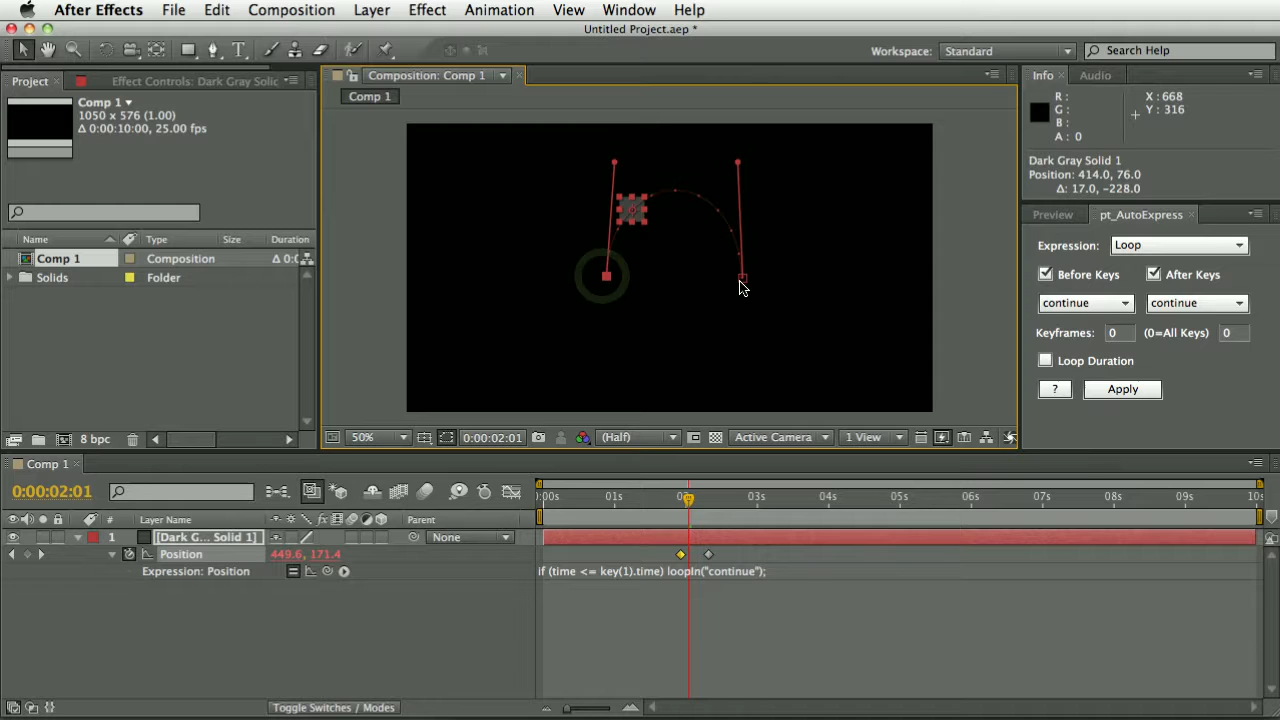 After Effects File Edit Composition Layer Effect Animation View Window Help
Untitled Project.aep *
Workspace: Standard Search Help
Project Effect Controls: Dark Gray Solid
Comp 1
1050 x 576 (1.00)
Δ 0:00:10:00, 25.00 fps
Name Type Size Duration
Comp 1 Composition 0:0
Solids Folder
8 bpc
Composition: Comp 1
Comp 1
50% 0:00:02:01 (Half) Active Camera 1 View
Info Audio
R: X : 668
G: Y : 316
B:
A: 0
Dark Gray Solid 1
Position: 414.0, 76.0
Δ: 17.0, -228.0
Preview pt_AutoExpress
Expression: Loop
Before Keys After Keys
continue continue
Keyframes: 0 (0=All Keys) 0
Loop Duration
? Apply
Comp 1
0:00:02:01 :00s 01s 03s 04s 05s 06s 07s 08s 09s 10s
# Layer Name Parent
1 [Dark G... Solid 1] None
Position 449.6, 171.4
Expression: Position if (time <= key(1).time) loopIn("continue");
Toggle Switches / Modes